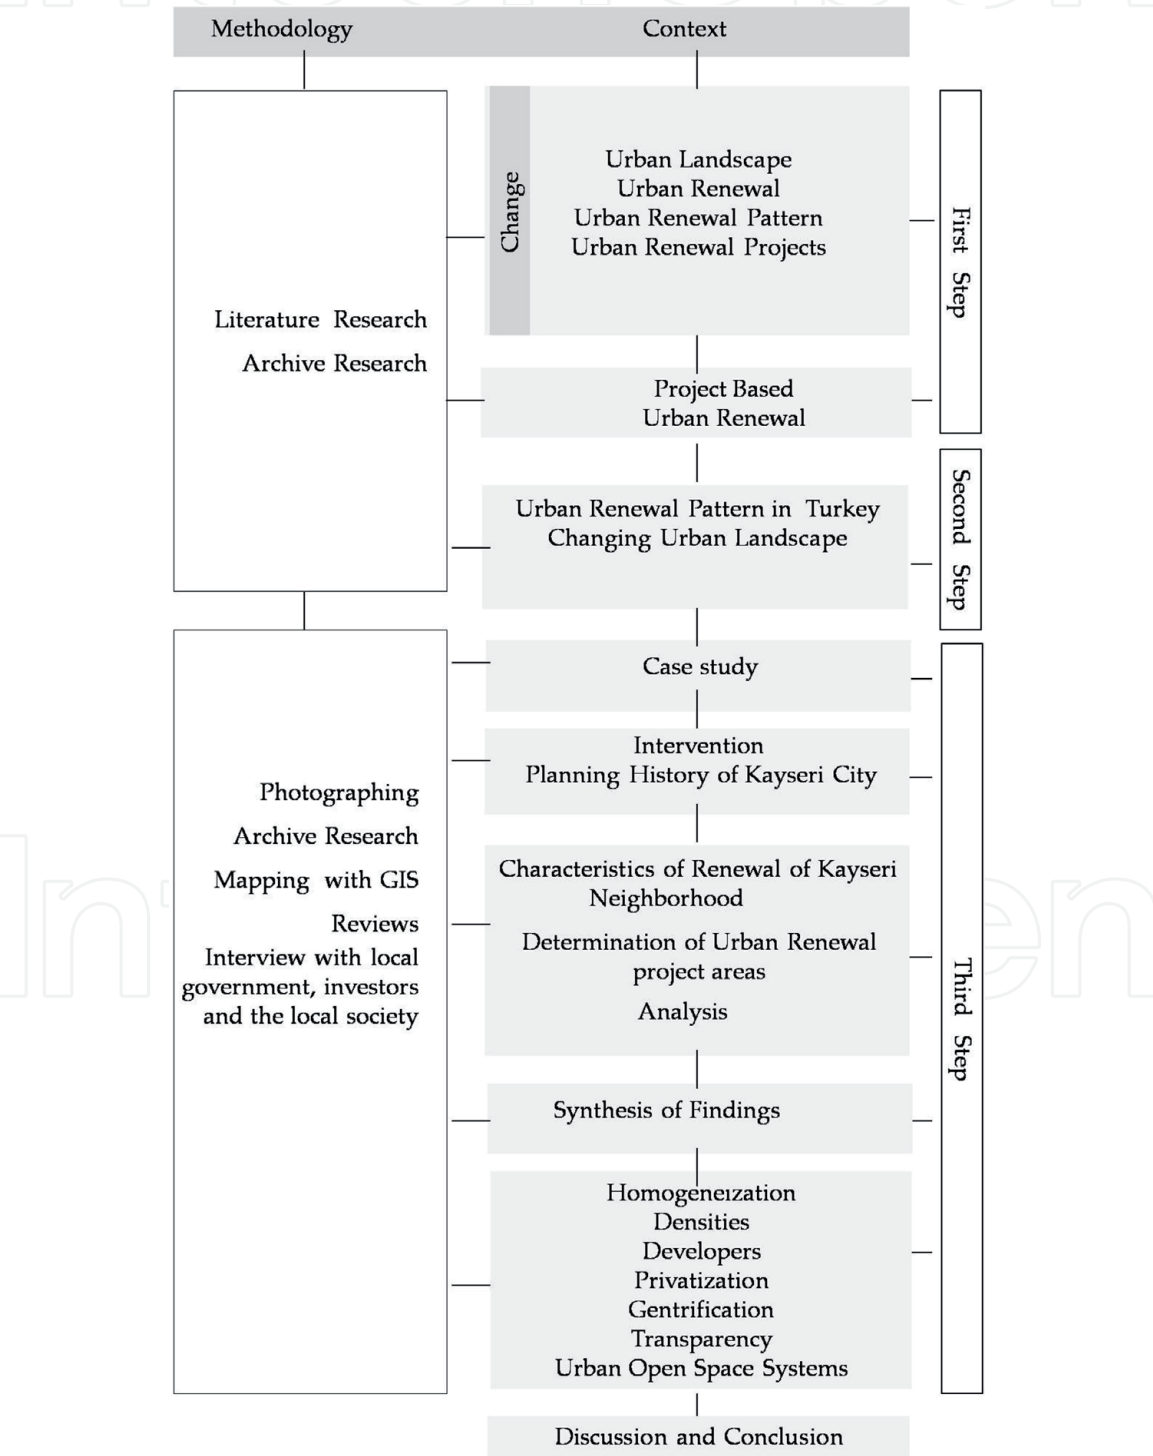 Methodology
Context
Change
Urban Landscape
Urban Renewal
Urban Renewal Pattern
Urban Renewal Projects
First Step
Literature Research
Archive Research
Project Based
Urban Renewal
Urban Renewal Pattern in Turkey
Changing Urban Landscape
Second Step
Case study
Intervention
Planning History of Kayseri City
Photographing
Archive Research
Mapping with GIS
Reviews
Interview with local
government, investors
and the local society
Characteristics of Renewal of Kayseri
Neighborhood
Determination of Urban Renewal
project areas
Analysis
Third Step
Synthesis of Findings
Homogeneızation
Densities
Developers
Privatization
Gentrification
Transparency
Urban Open Space Systems
Discussion and Conclusion